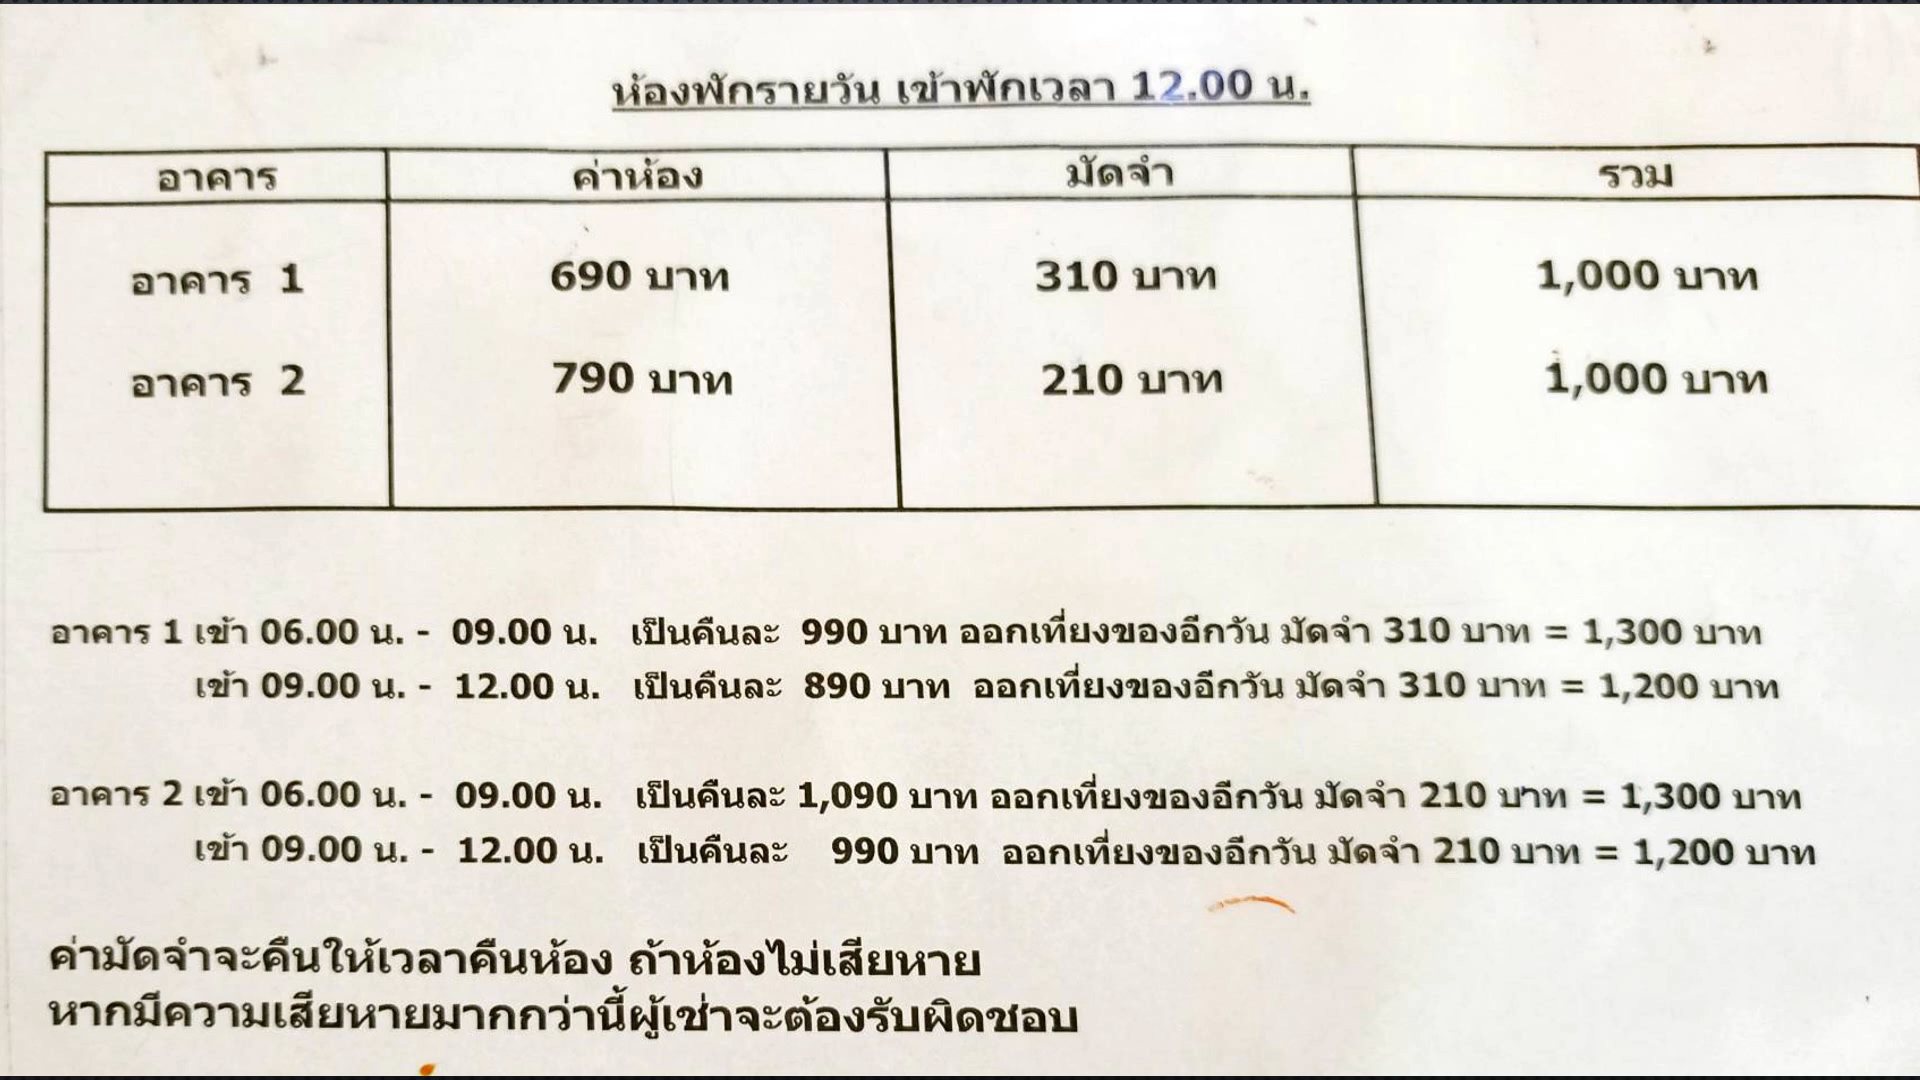 ห้องพักรายวัน เข้าพักเวลา 12.00 น.
อาคาร ค่าห้อง มัดจำ รวม
อาคาร 1 690 บาท 310 บาท 1,000 บาท
อาคาร 2 790 บาท 210 บาท 1,000 บาท
อาคาร 1 เข้า 06.00 น. - 09.00 น. เป็นคืนละ 990 บาท ออกเที่ยงของอีกวัน มัดจำ 310 บาท = 1,300 บาท
เข้า 09.00 น. - 12.00 น. เป็นคืนละ 890 บาท ออกเที่ยงของอีกวัน มัดจำ 310 บาท = 1,200 บาท
อาคาร 2 เข้า 06.00 น. - 09.00 น. เป็นคืนละ 1,090 บาท ออกเที่ยงของอีกวัน มัดจำ 210 บาท = 1,300 บาท
เข้า 09.00 น. - 12.00 น. เป็นคืนละ 990 บาท ออกเที่ยงของอีกวัน มัดจำ 210 บาท = 1,200 บาท
ค่ามัดจำจะคืนให้เวลาคืนห้อง ถ้าห้องไม่เสียหาย
หากมีความเสียหายมากกว่านี้ผู้เช่าจะต้องรับผิดชอบ